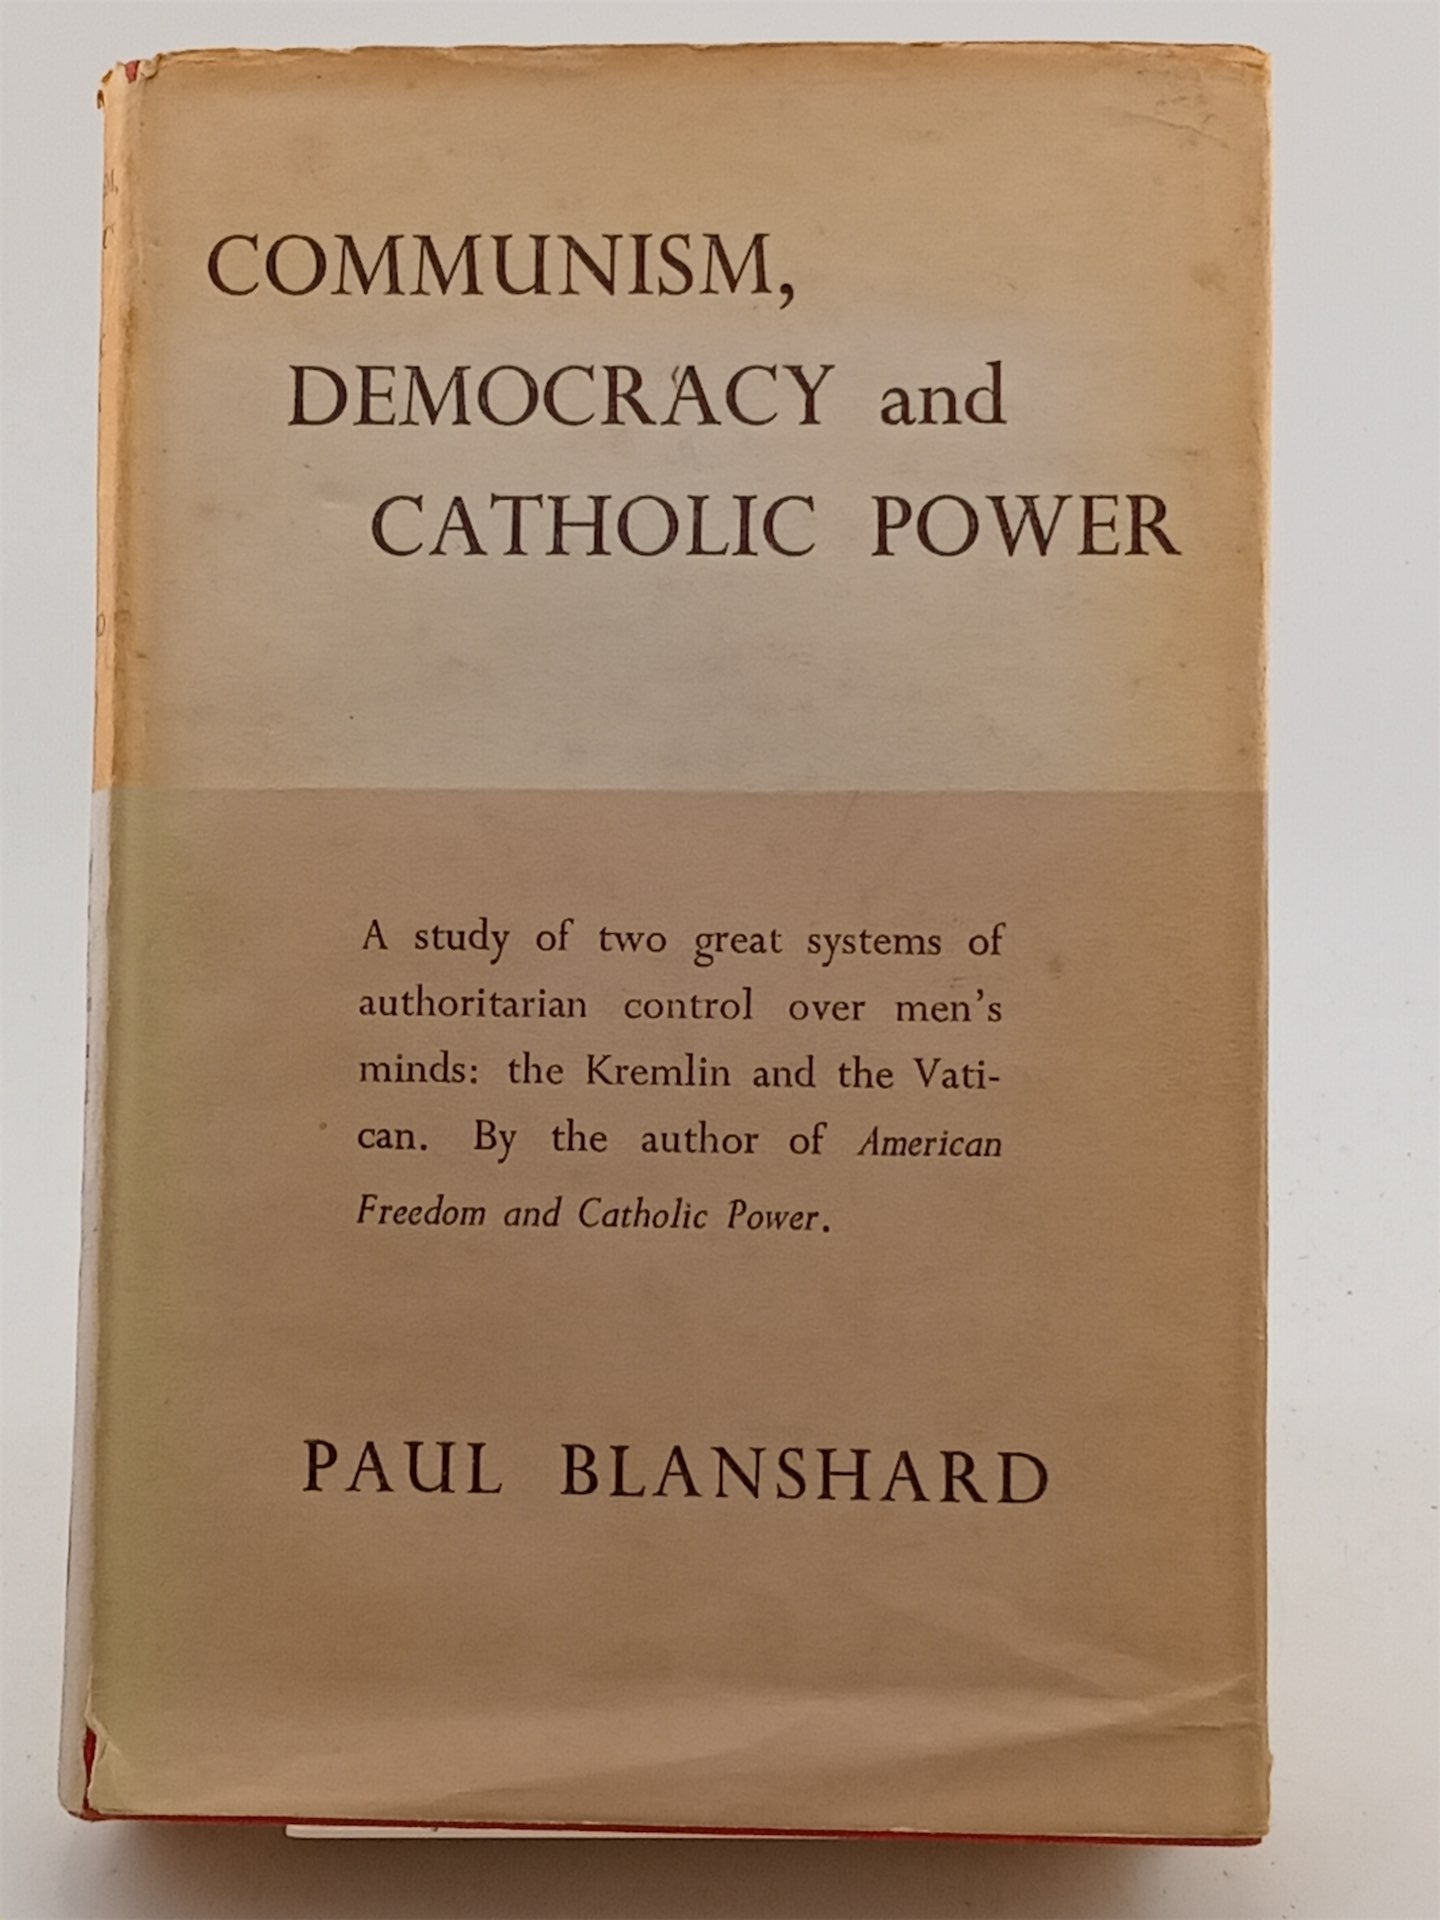 COMMUNISM,
DEMOCRACY and
CATHOLIC POWER
A study of two great systems of
authoritarian control over men's
minds: the Kremlin and the Vati-
can. By the author of American
Freedom and Catholic Power.
PAUL BLANSHARD